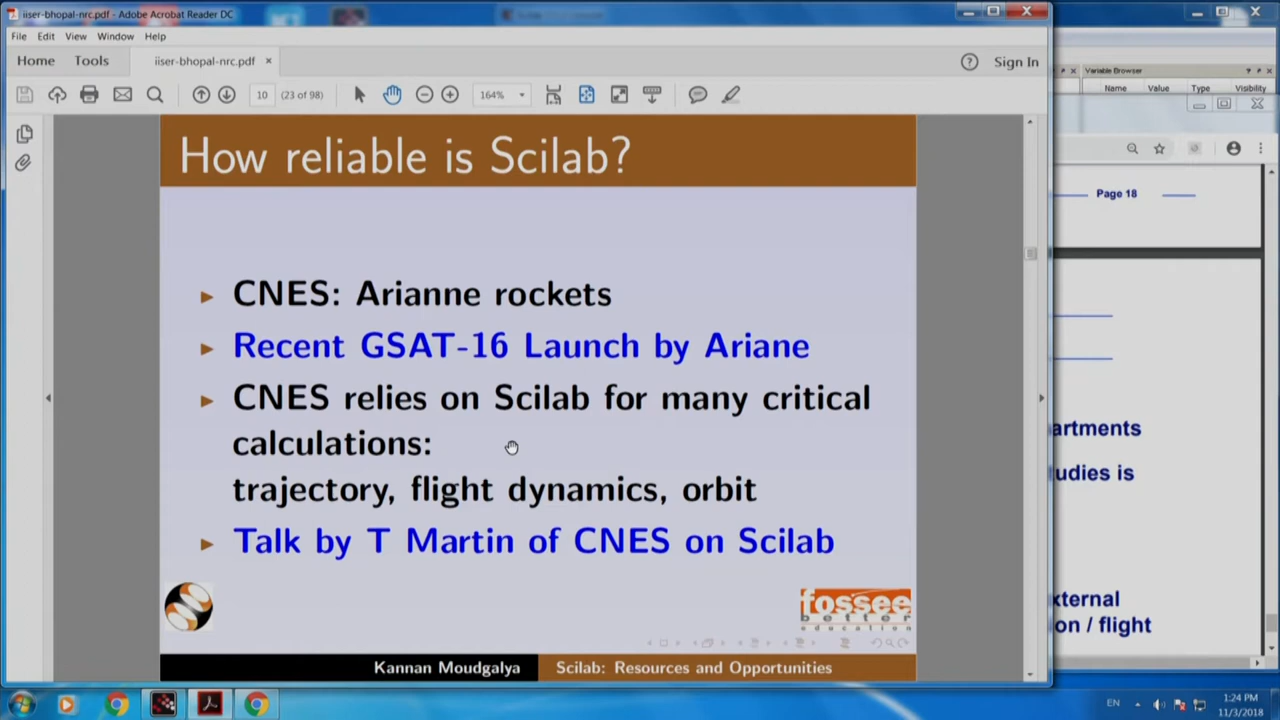 iiser-bhopal-nrc.pdf - Adobe Acrobat Reader DC
File Edit View Window Help
Home Tools iiser-bhopal-nrc.pdf × Sign In
10 (23 of 98) 164%
Variable Browser
Name Value Type Visibility
Page 18
How reliable is Scilab?
CNES: Arianne rockets
Recent GSAT-16 Launch by Ariane
CNES relies on Scilab for many critical
calculations:
trajectory, flight dynamics, orbit
Talk by T Martin of CNES on Scilab
artments
udies is
xternal
on / flight
fossee
better
education
Kannan Moudgalya Scilab: Resources and Opportunities
EN 1:24 PM
11/3/2018